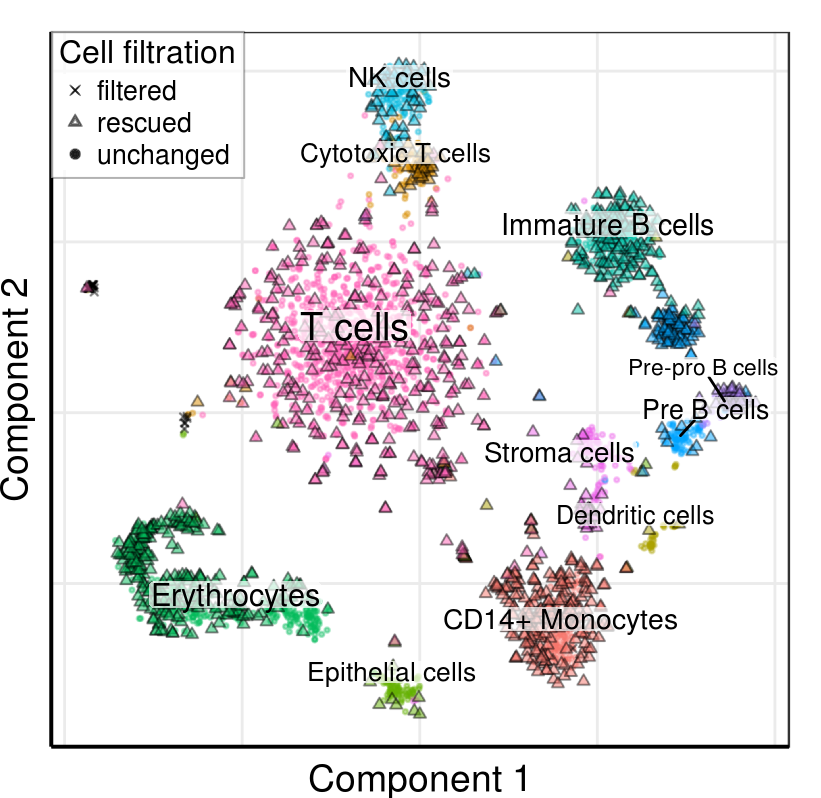 Cell filtration
filtered
rescued
unchanged
NK cells
Cytotoxic T cells
Immature B cells
T cells
Pre-pro B cells
Pre B cells
Stroma cells
Dendritic cells
Erythrocytes
CD14+ Monocytes
Epithelial cells
Component 2
Component 1